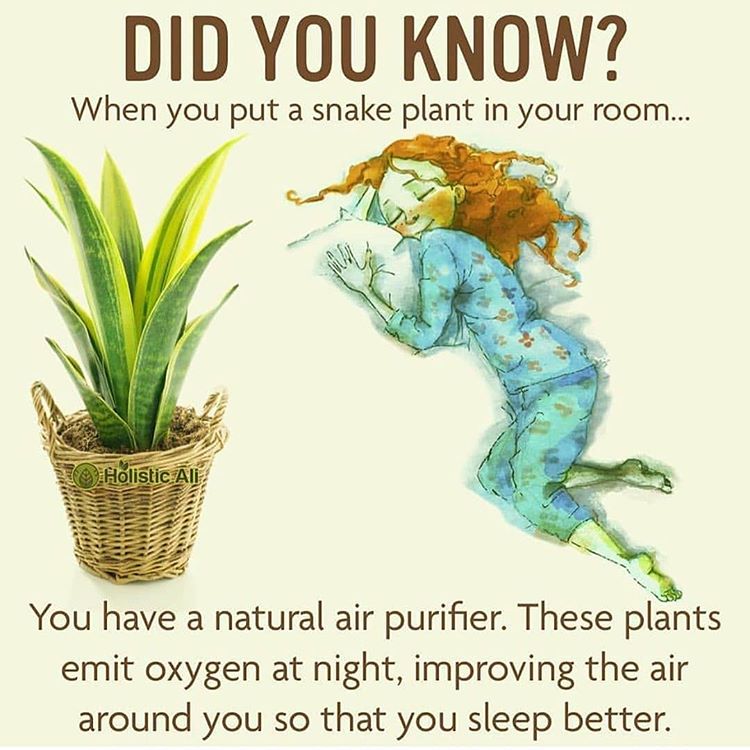 DID YOU KNOW?
When you put a snake plant in your room...
Holistic Ali
You have a natural air purifier. These plants
emit oxygen at night, improving the air
around you so that you sleep better.